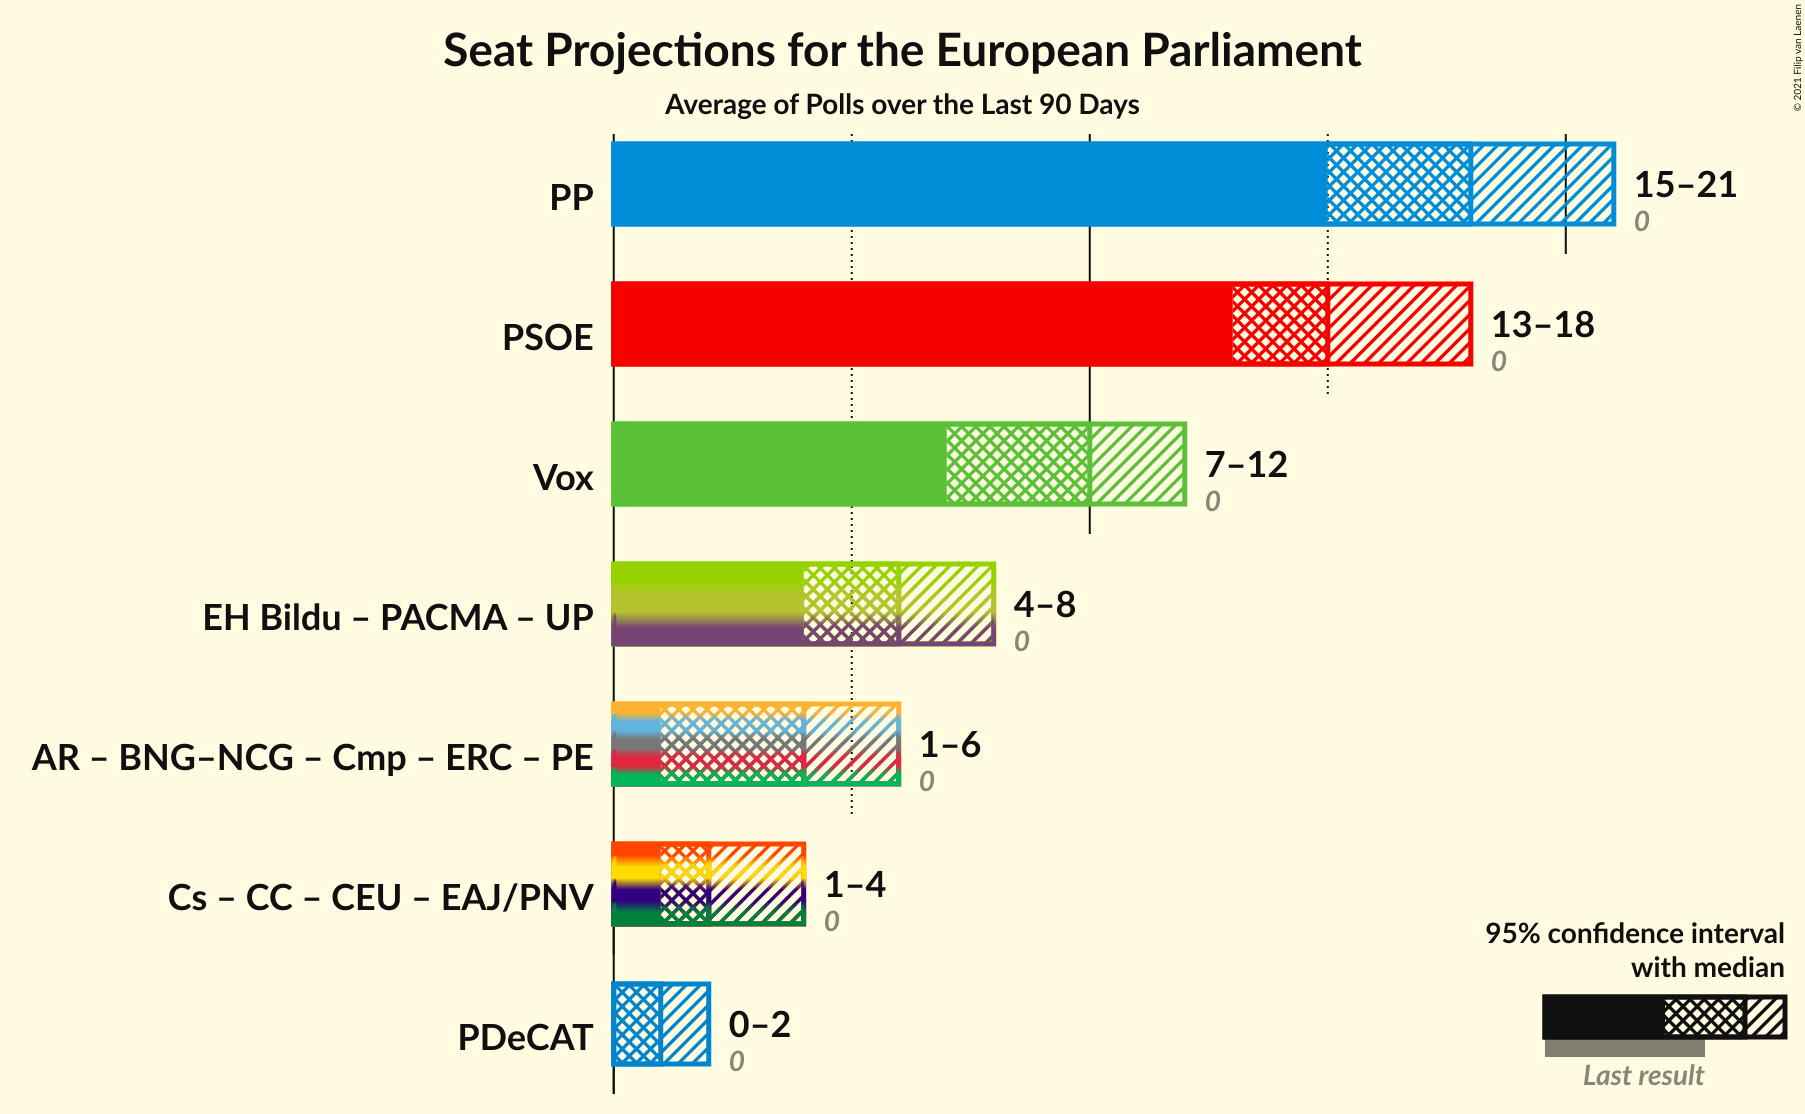 Seat Projections for the European Parliament
Average of Polls over the Last 90 Days
© 2021 Filip van Laenen
PP
15–21
0
PSOE
13–18
0
Vox
7–12
0
EH Bildu – PACMA – UP
4–8
0
AR – BNG–NCG – Cmp – ERC – PE
1–6
0
Cs – CC – CEU – EAJ/PNV
1–4
0
PDeCAT
0–2
0
95% confidence interval
with median
Last result